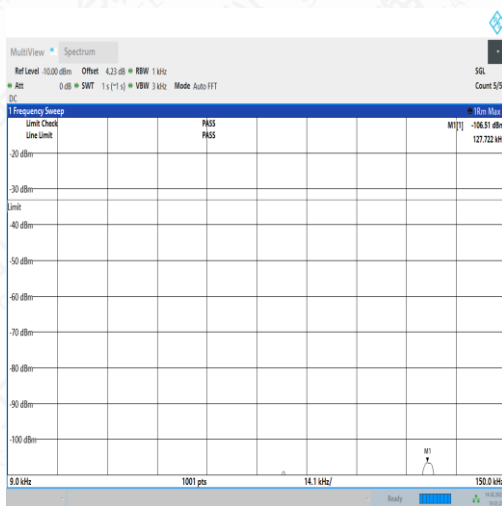 MultiView Spectrum
Ref Level -10.00 dBm Offset 4.23 dB RBW 1 kHz SGL
Att 0 dB SWT 1 s (~1 s) VBW 3 kHz Mode Auto FFT Count 5/5
DC
1 Frequency Sweep 1Rm Max
Limit Check PASS M1[1] -106.51 dBm
Line Limit PASS 127.722 kHz
-20 dBm
-30 dBm
Limit
-40 dBm
-50 dBm
-60 dBm
-70 dBm
-80 dBm
-90 dBm
-100 dBm
M1
9.0 kHz 1001 pts 14.1 kHz/ 150.0 kHz
Ready